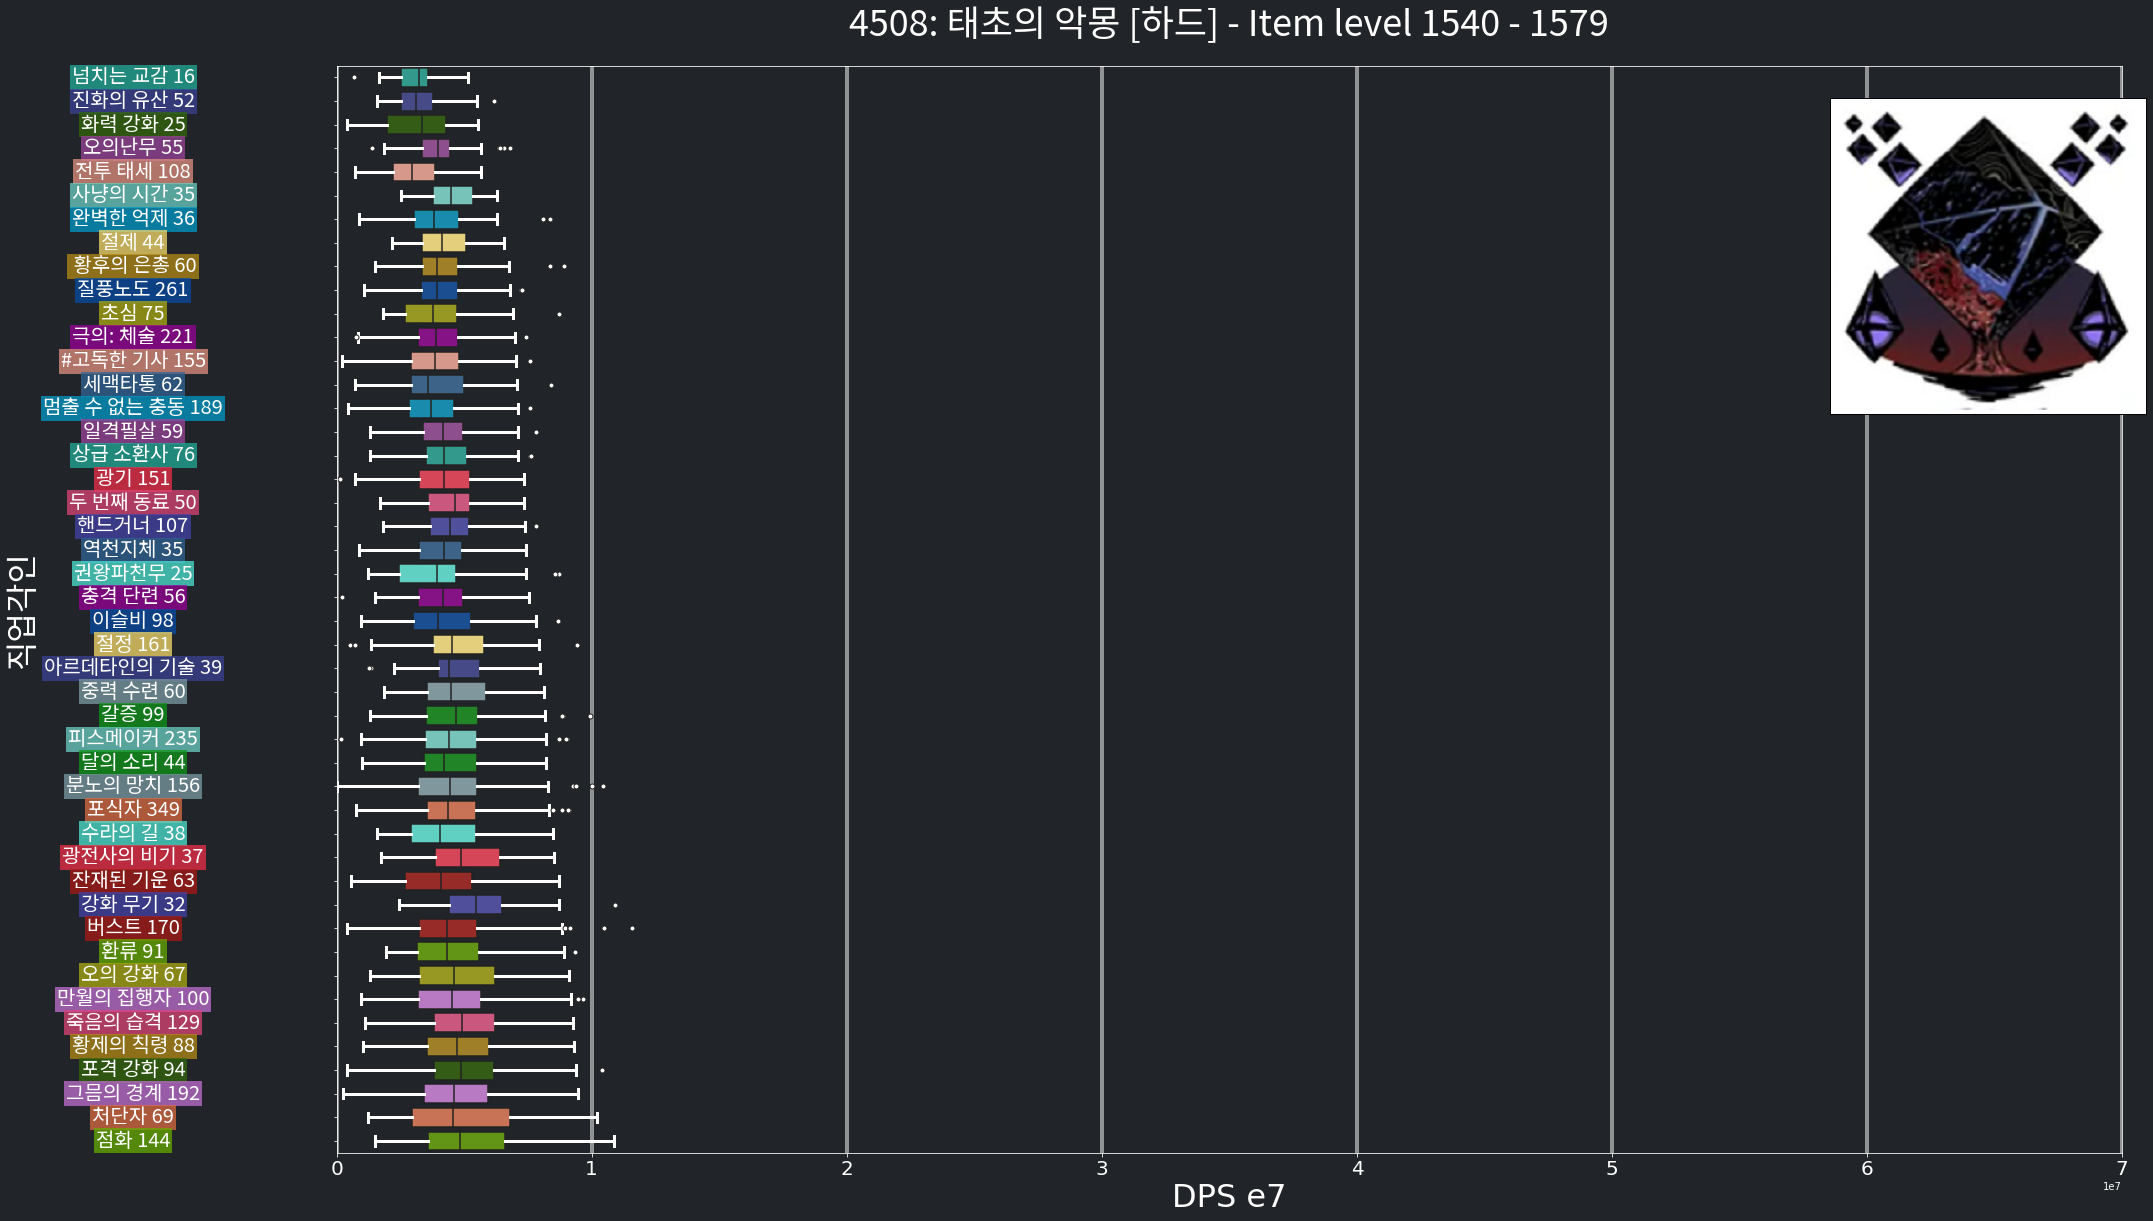 4508: 태초의 악몽 [하드] - Item level 1540 - 1579
넘치는 교감 16
진화의 유산 52
화력 강화 25
오의난무 55
전투 태세 108
사냥의 시간 35
완벽한 억제 36
절제 44
황후의 은총 60
질풍노도 261
초심 75
극의: 체술 221
#고독한 기사 155
세맥타통 62
멈출 수 없는 충동 189
일격필살 59
상급 소환사 76
광기 151
두 번째 동료 50
핸드거너 107
역천지체 35
권왕파천무 25
충격 단련 56
이슬비 98
절정 161
아르데타인의 기술 39
중력 수련 60
갈증 99
피스메이커 235
달의 소리 44
분노의 망치 156
포식자 349
수라의 길 38
광전사의 비기 37
잔재된 기운 63
강화 무기 32
버스트 170
환류 91
오의 강화 67
만월의 집행자 100
죽음의 습격 129
황제의 칙령 88
포격 강화 94
그믐의 경계 192
처단자 69
점화 144
직업각인
0 1 2 3 4 5 6 7
1e7
DPS e7